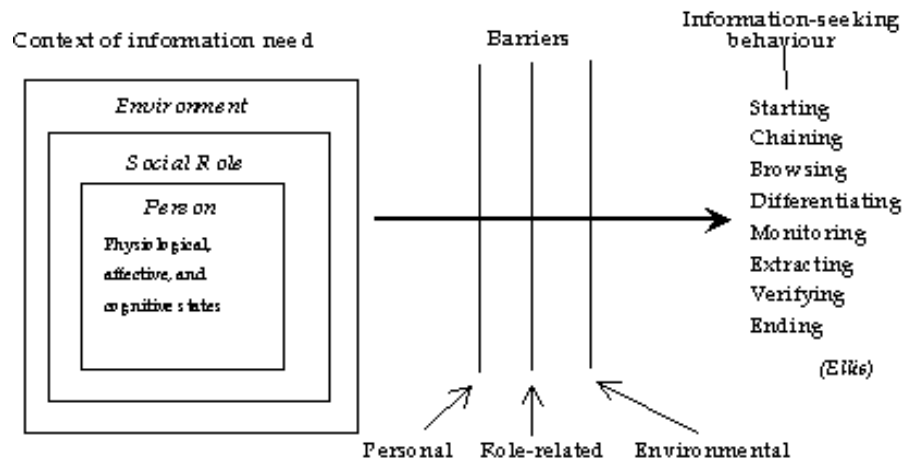 Context of information need
Environment
Social Role
Person
Physiological,
affective, and
cognitive states
Barriers
Personal
Role-related
Environmental
Information-seeking
behaviour
Starting
Chaining
Browsing
Differentiating
Monitoring
Extracting
Verifying
Ending
(Ellis)